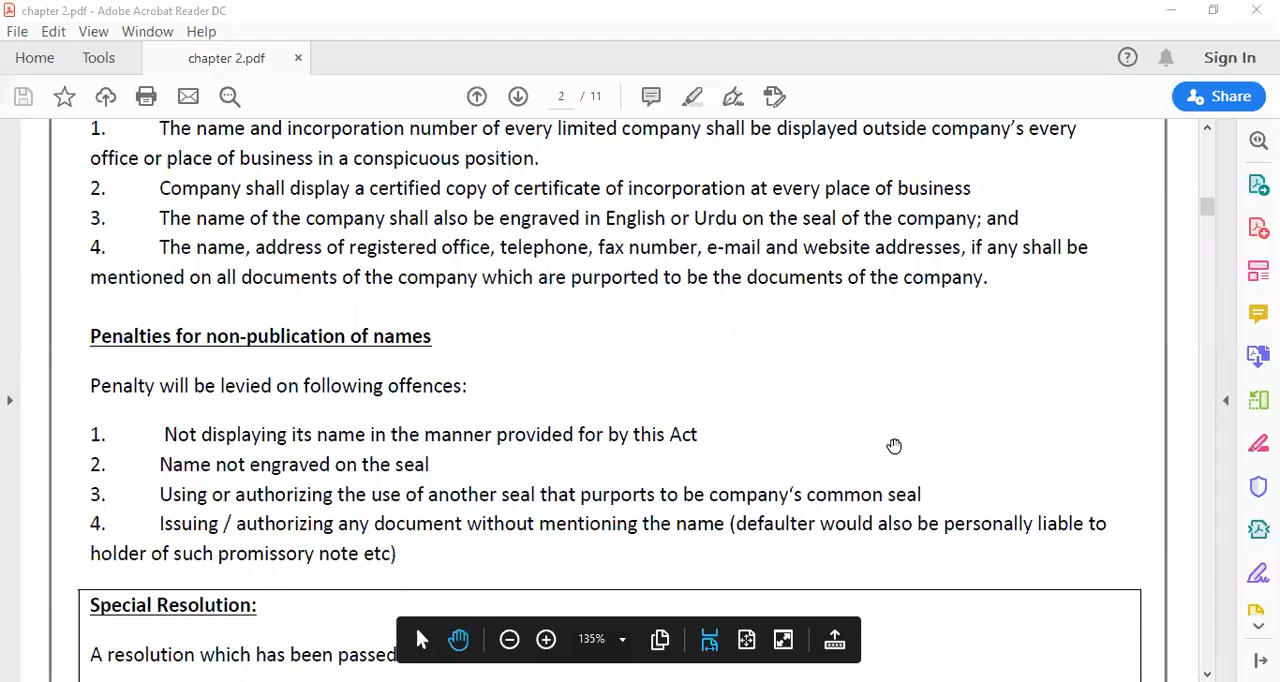 chapter 2.pdf - Adobe Acrobat Reader DC
File Edit View Window Help
Home Tools chapter 2.pdf × Sign In
2 / 11 Share
1. The name and incorporation number of every limited company shall be displayed outside company's every
office or place of business in a conspicuous position.
2. Company shall display a certified copy of certificate of incorporation at every place of business
3. The name of the company shall also be engraved in English or Urdu on the seal of the company; and
4. The name, address of registered office, telephone, fax number, e-mail and website addresses, if any shall be
mentioned on all documents of the company which are purported to be the documents of the company.
Penalties for non-publication of names
Penalty will be levied on following offences:
1. Not displaying its name in the manner provided for by this Act
2. Name not engraved on the seal
3. Using or authorizing the use of another seal that purports to be company‘s common seal
4. Issuing / authorizing any document without mentioning the name (defaulter would also be personally liable to
holder of such promissory note etc)
Special Resolution:
A resolution which has been passed
135%